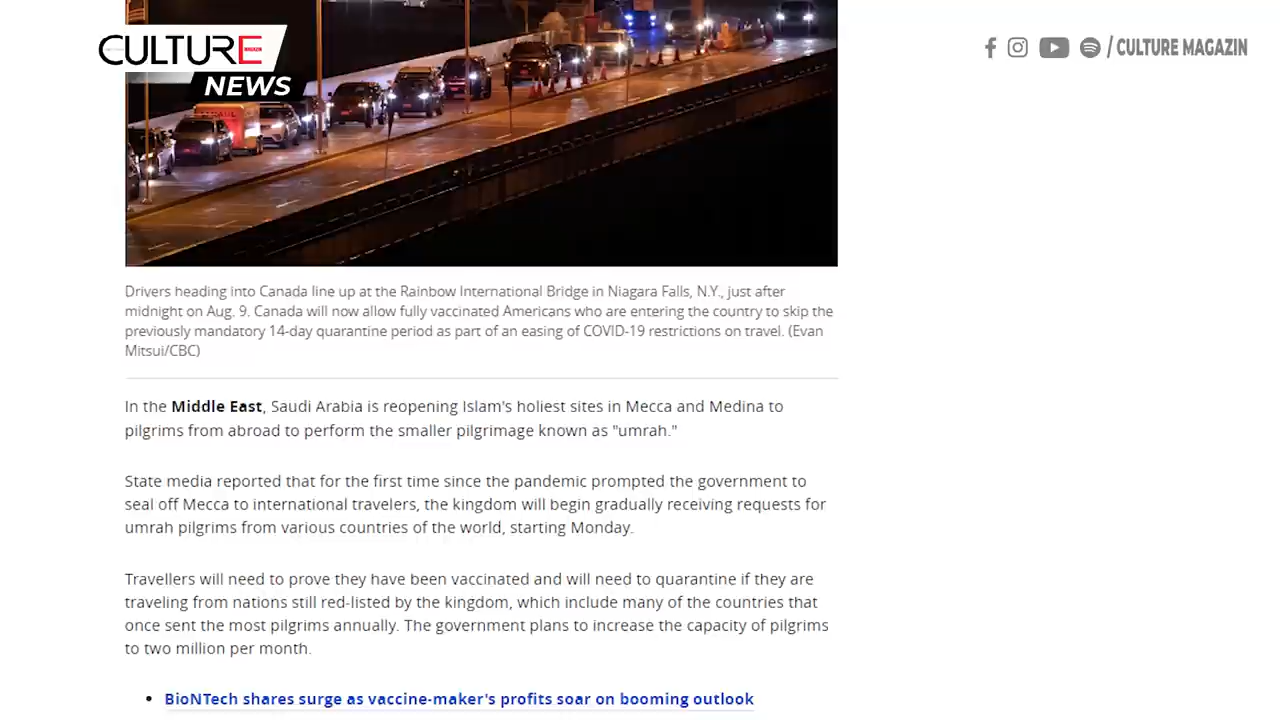 CULTURE
NEWS
/ CULTURE MAGAZIN
Drivers heading into Canada line up at the Rainbow International Bridge in Niagara Falls, N.Y., just after
midnight on Aug. 9. Canada will now allow fully vaccinated Americans who are entering the country to skip the
previously mandatory 14-day quarantine period as part of an easing of COVID-19 restrictions on travel. (Evan
Mitsui/CBC)
In the Middle East, Saudi Arabia is reopening Islam's holiest sites in Mecca and Medina to
pilgrims from abroad to perform the smaller pilgrimage known as "umrah."
State media reported that for the first time since the pandemic prompted the government to
seal off Mecca to international travelers, the kingdom will begin gradually receiving requests for
umrah pilgrims from various countries of the world, starting Monday.
Travellers will need to prove they have been vaccinated and will need to quarantine if they are
traveling from nations still red-listed by the kingdom, which include many of the countries that
once sent the most pilgrims annually. The government plans to increase the capacity of pilgrims
to two million per month.
• BioNTech shares surge as vaccine-maker's profits soar on booming outlook